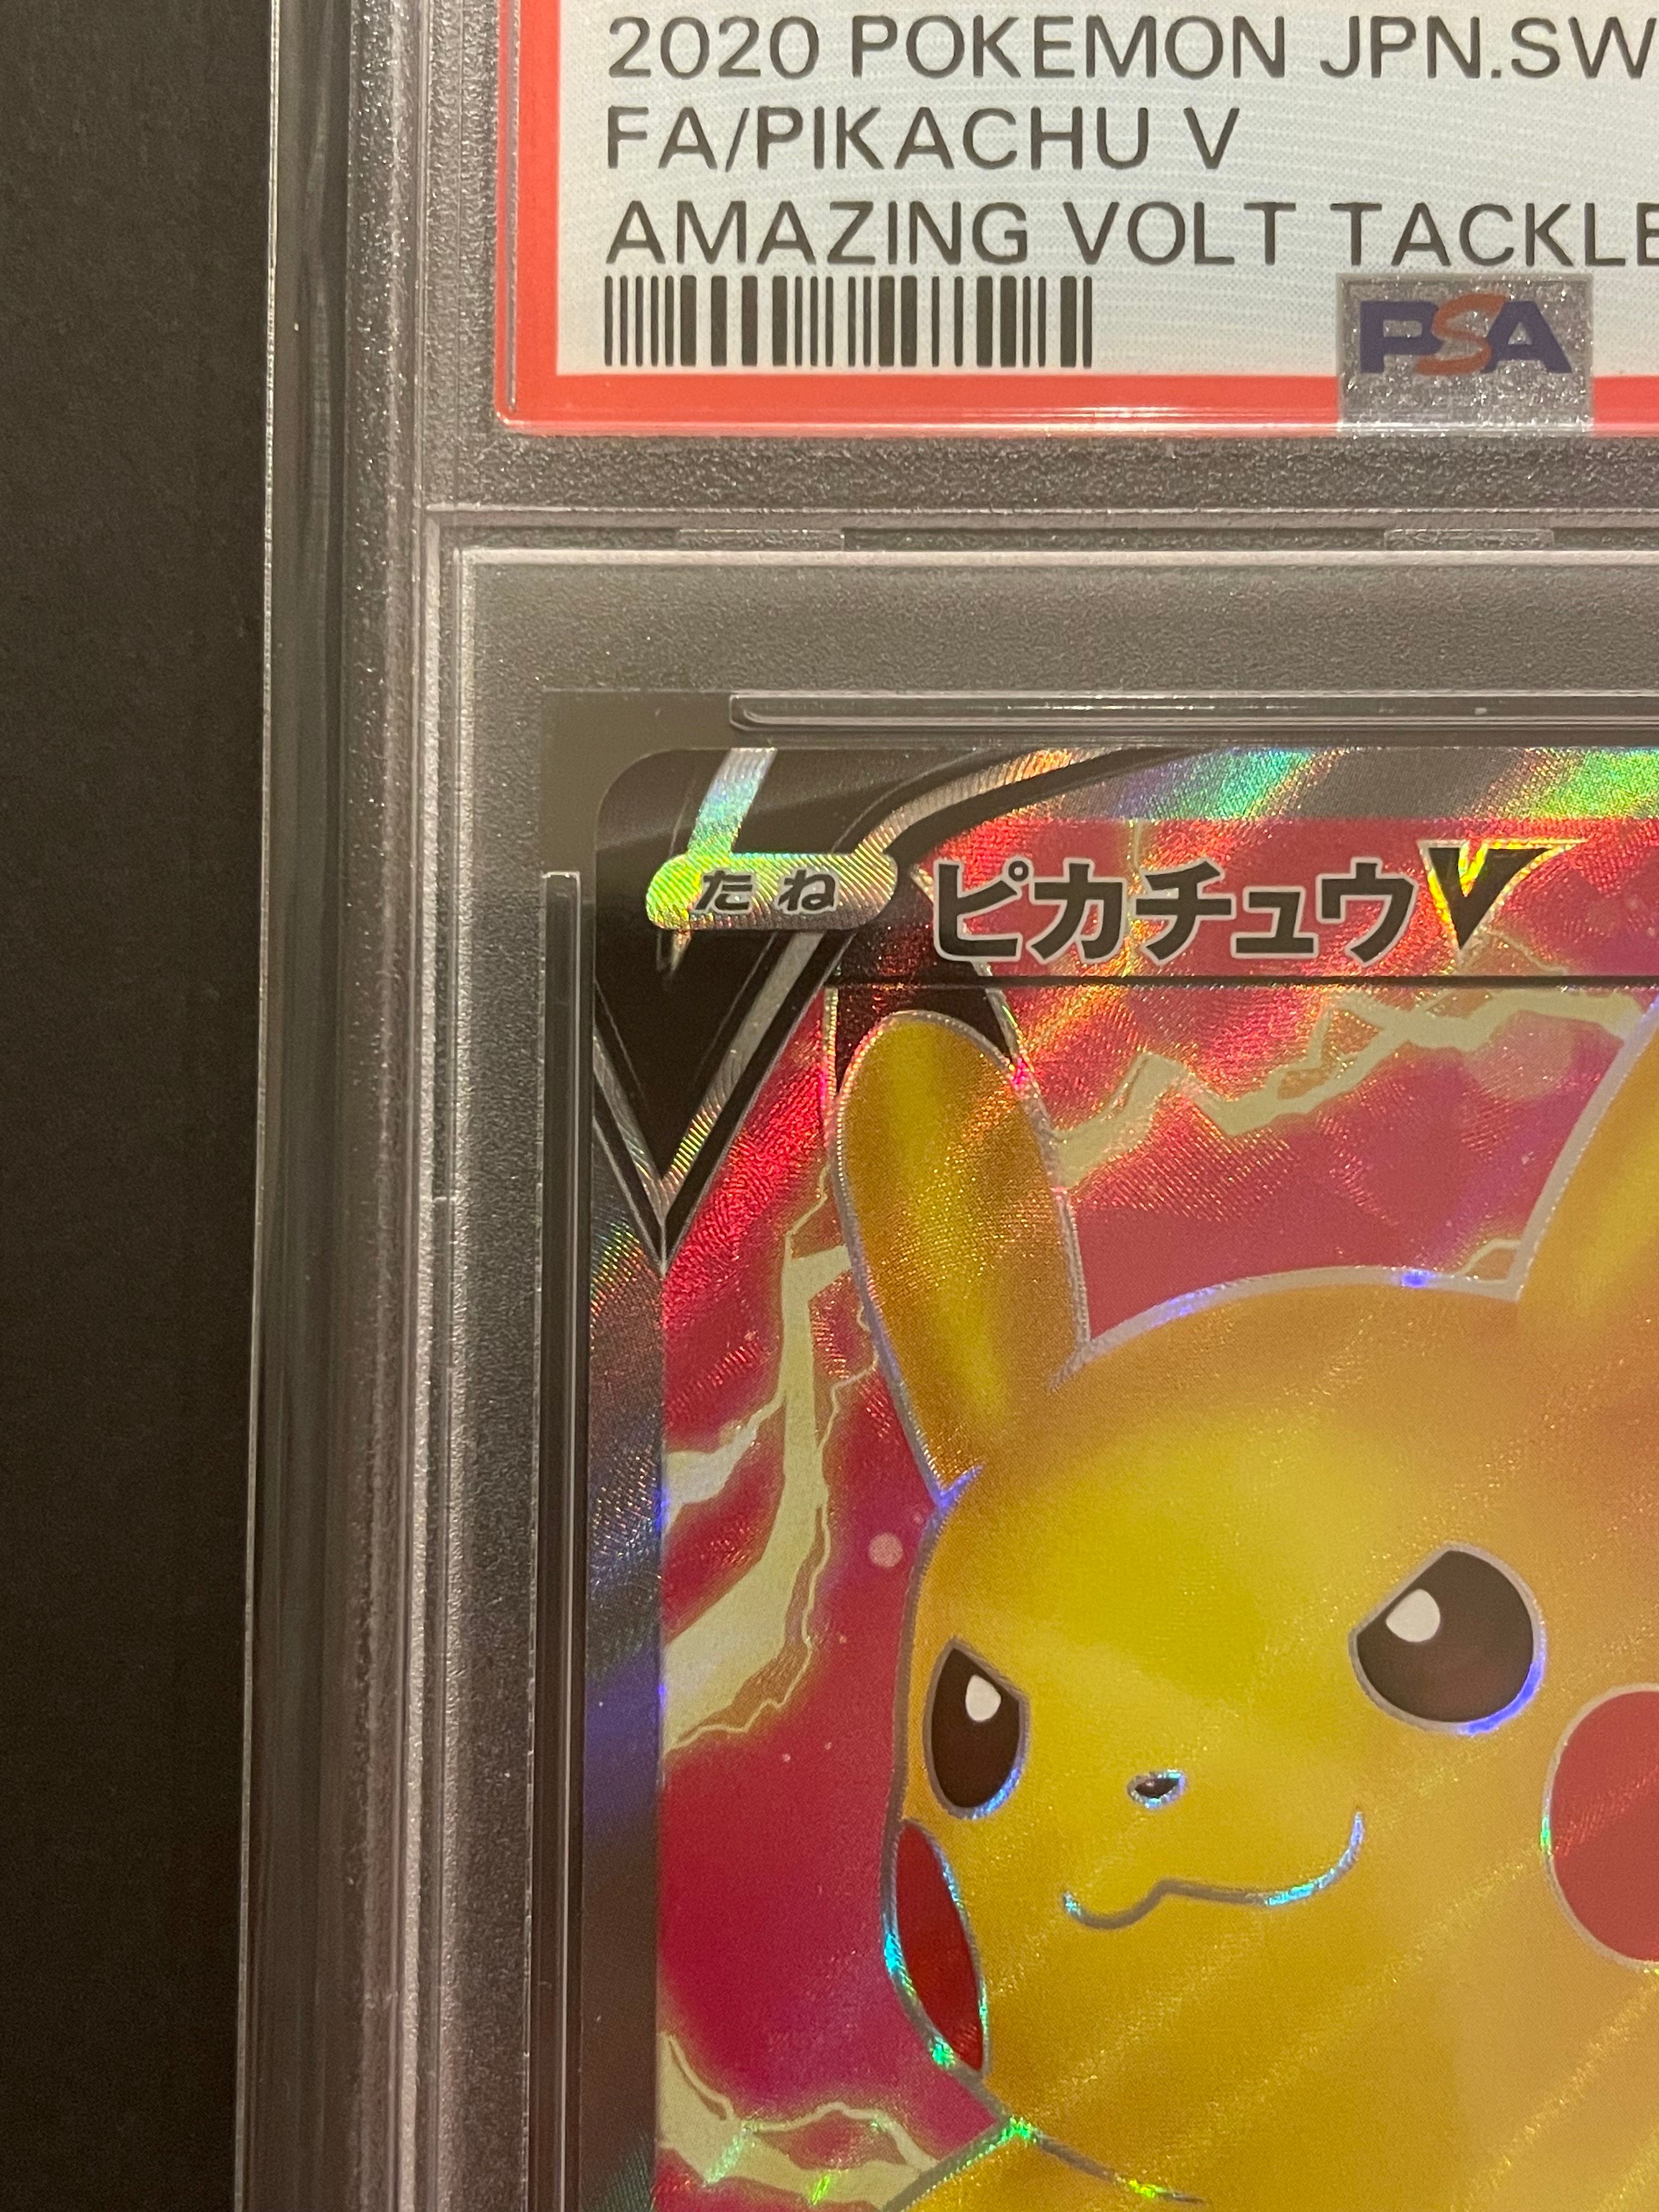 2020 POKEMON JPN.SW
FA/PIKACHU V
AMAZING VOLT TACKLE
PSA
たね ピカチュウV